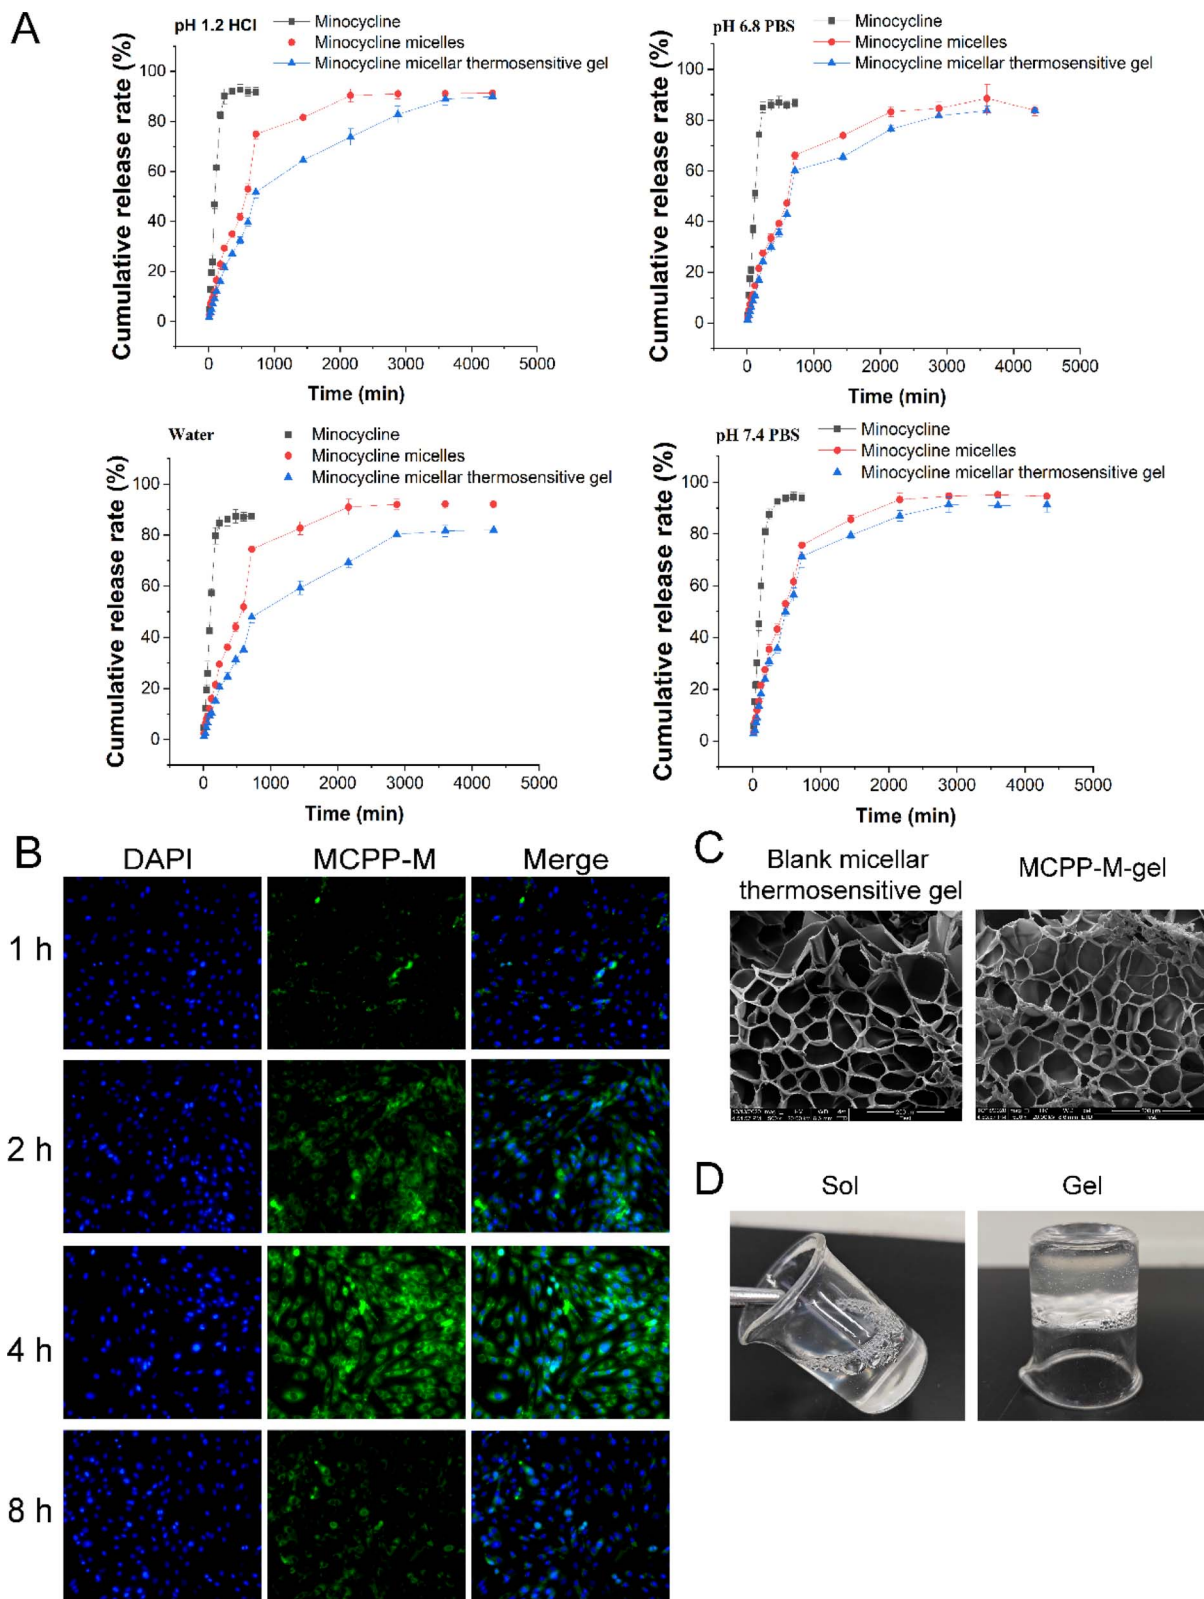 A
pH 1.2 HCl
Minocycline
Minocycline micelles
Minocycline micellar thermosensitive gel
Cumulative release rate (%)
100
80
60
40
20
0
0 1000 2000 3000 4000 5000
Time (min)
pH 6.8 PBS
Minocycline
Minocycline micelles
Minocycline micellar thermosensitive gel
Cumulative release rate (%)
100
80
60
40
20
0
0 1000 2000 3000 4000 5000
Time (min)
Water
Minocycline
Minocycline micelles
Minocycline micellar thermosensitive gel
Cumulative release rate (%)
100
80
60
40
20
0
0 1000 2000 3000 4000 5000
Time (min)
pH 7.4 PBS
Minocycline
Minocycline micelles
Minocycline micellar thermosensitive gel
Cumulative release rate (%)
100
80
60
40
20
0
0 1000 2000 3000 4000 5000
Time (min)
B
DAPI MCPP-M Merge
1 h
2 h
4 h
8 h
C
Blank micellar
thermosensitive gel
MCPP-M-gel
D
Sol Gel